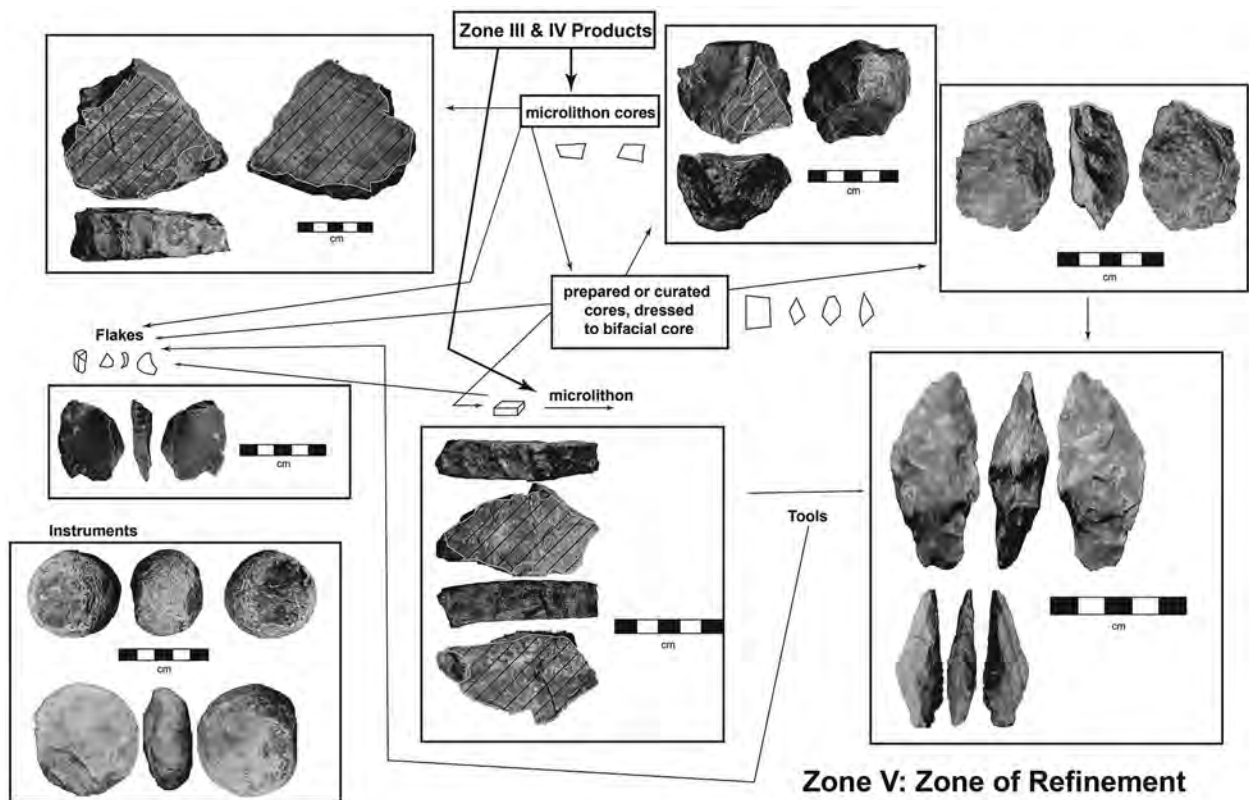 Zone III & IV Products
microlithon cores
cm
cm
cm
prepared or curated
cores, dressed
to bifacial core
Flakes
microlithon
cm
Instruments
cm
cm
Tools
cm
Zone V: Zone of Refinement